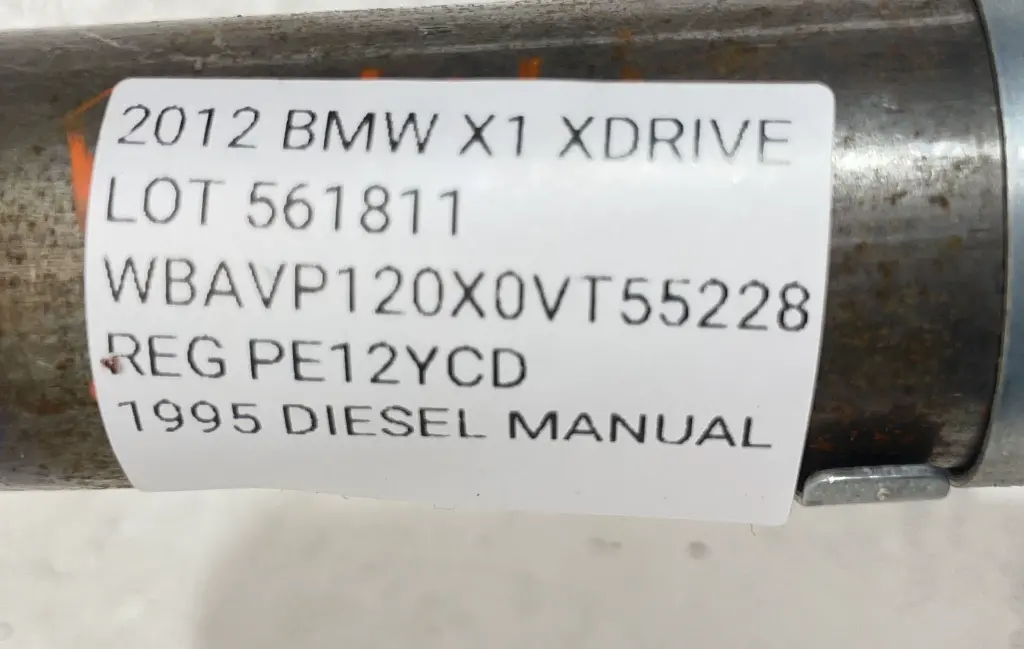 2012 BMW X1 XDRIVE
LOT 561811
WBAVP120X0VT55228
REG PE12YCD
1995 DIESEL MANUAL